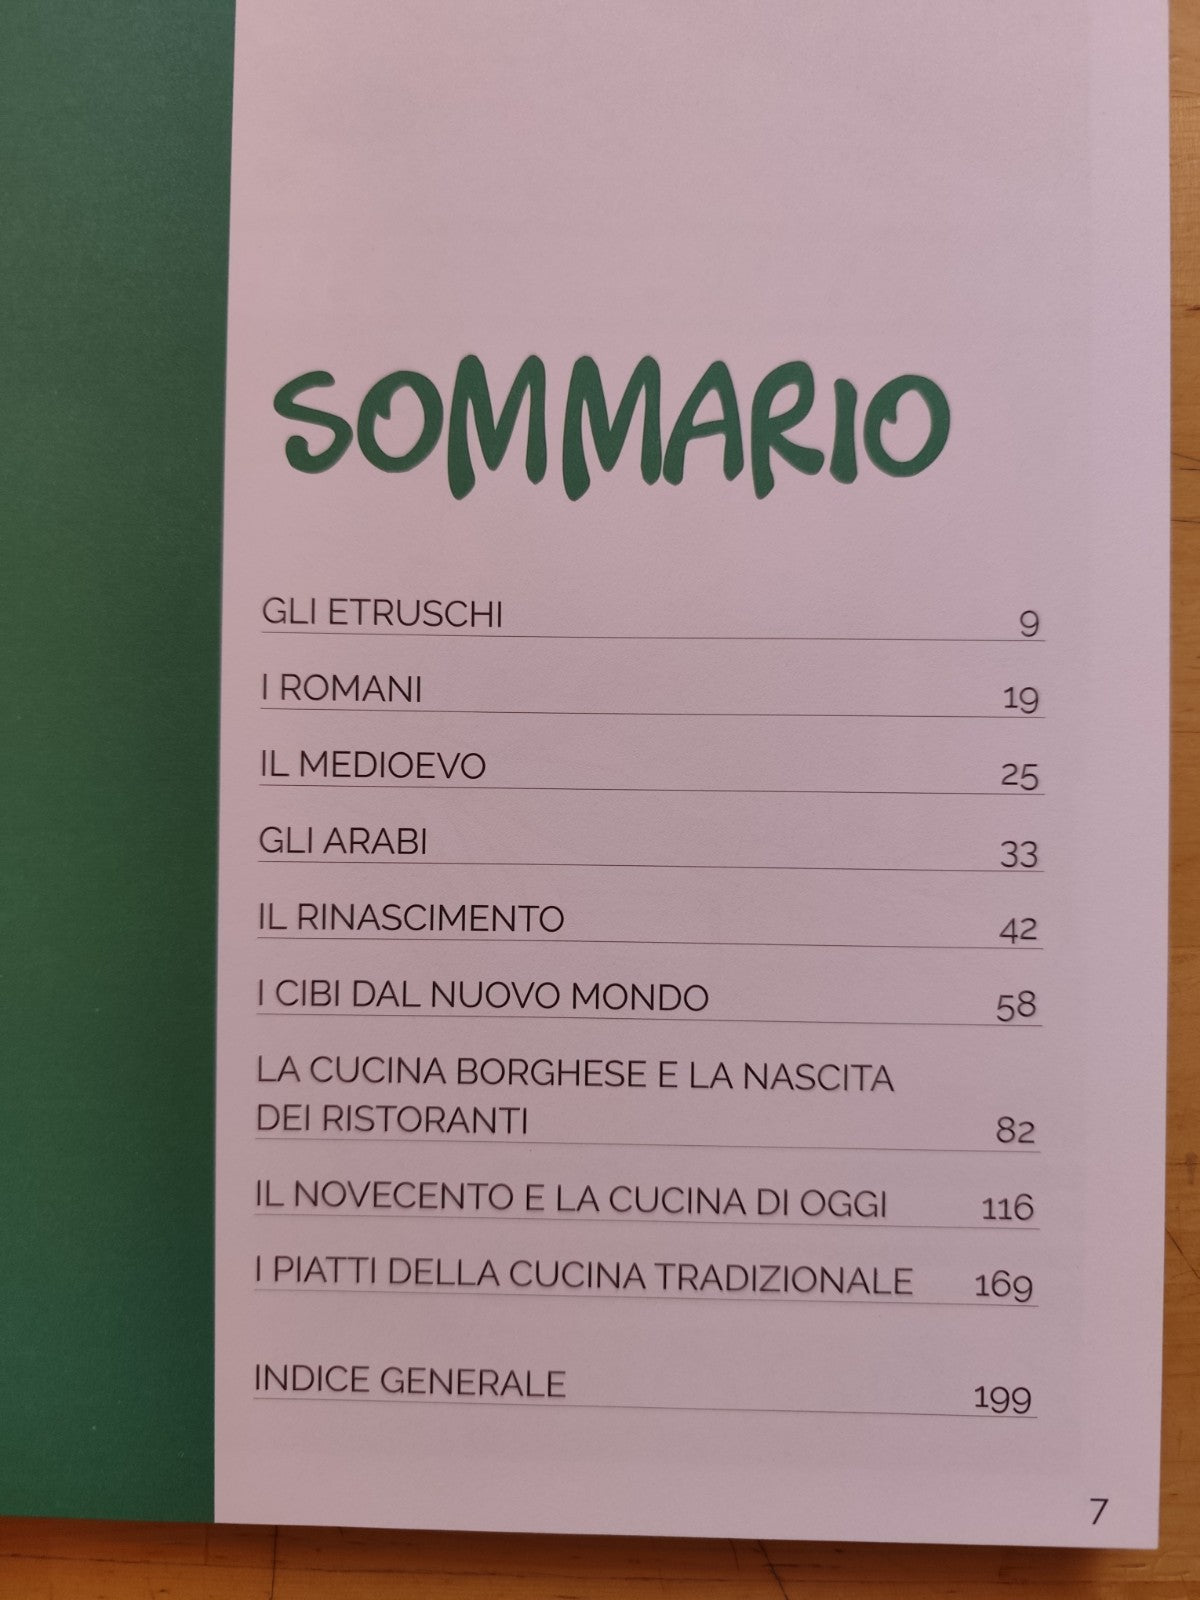 SOMMARIO
GLI ETRUSCHI 9
I ROMANI 19
IL MEDIOEVO 25
GLI ARABI 33
IL RINASCIMENTO 42
I CIBI DAL NUOVO MONDO 58
LA CUCINA BORGHESE E LA NASCITA
DEI RISTORANTI 82
IL NOVECENTO E LA CUCINA DI OGGI 116
I PIATTI DELLA CUCINA TRADIZIONALE 169
INDICE GENERALE 199
7